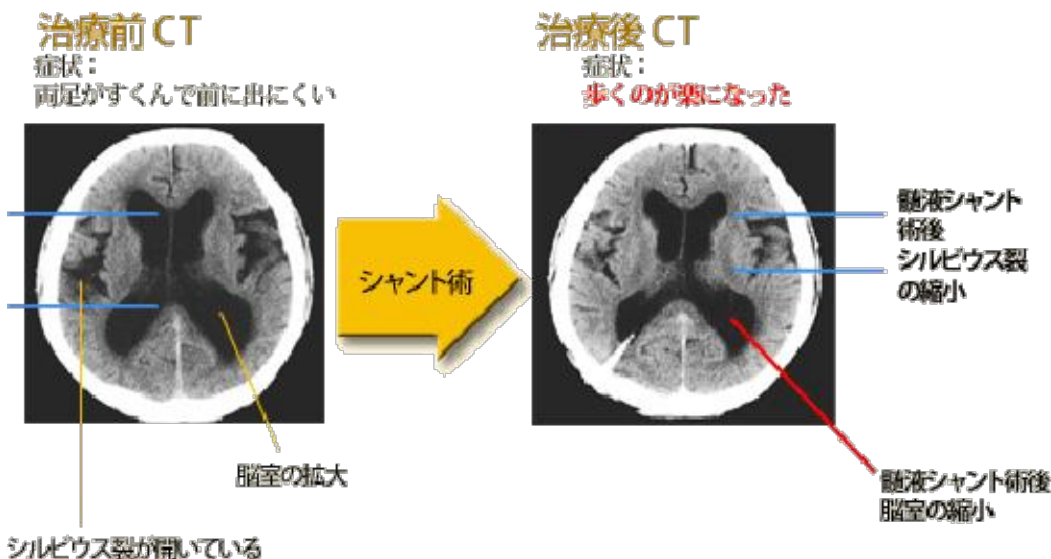 治療前 CT
症状：
両足がすくんで前に出にくい
治療後 CT
症状：
歩くのが楽になった
シャント術
髄液シャント
術後
シルビウス裂
の縮小
脳室の拡大
髄液シャント術後
脳室の縮小
シルビウス裂が開いている